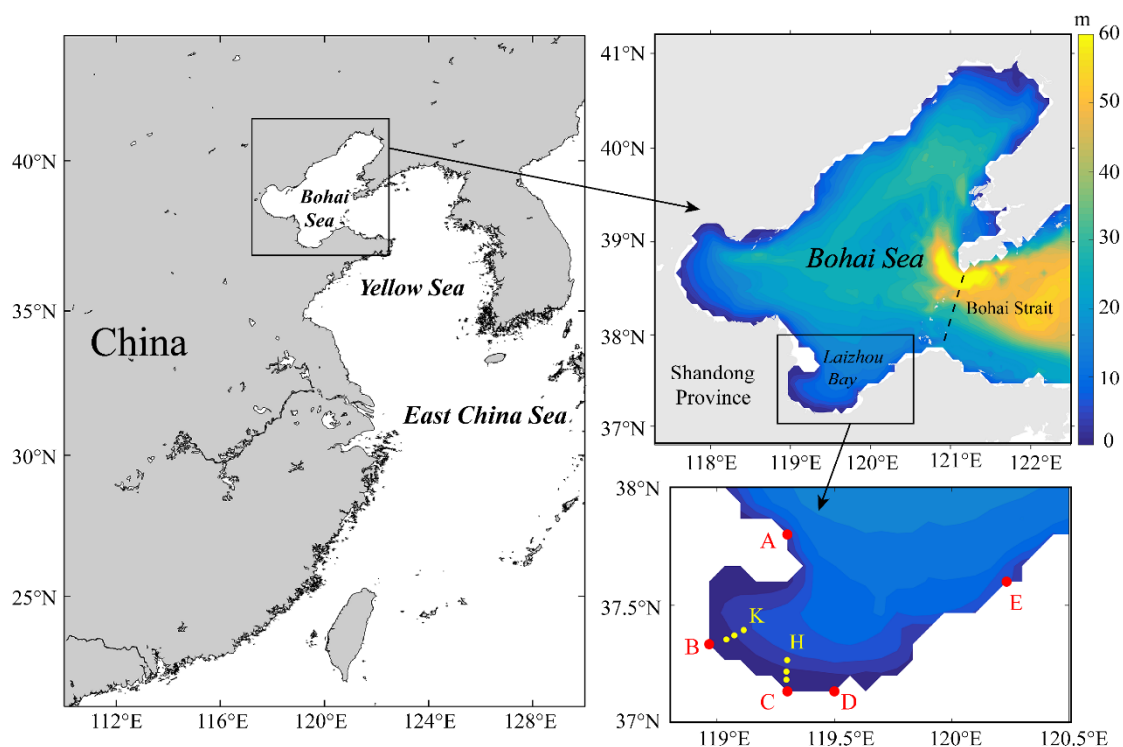 40°N
35°N
30°N
25°N
112°E
116°E
120°E
124°E
128°E
Bohai
Sea
Yellow Sea
China
East China Sea
m
41°N
40°N
39°N
38°N
37°N
118°E
119°E
120°E
121°E
122°E
Bohai Sea
Bohai Strait
Laizhou
Bay
Shandong
Province
60
50
40
30
20
10
0
38°N
37.5°N
37°N
119°E
119.5°E
120°E
120.5°E
A
B
K
H
C
D
E